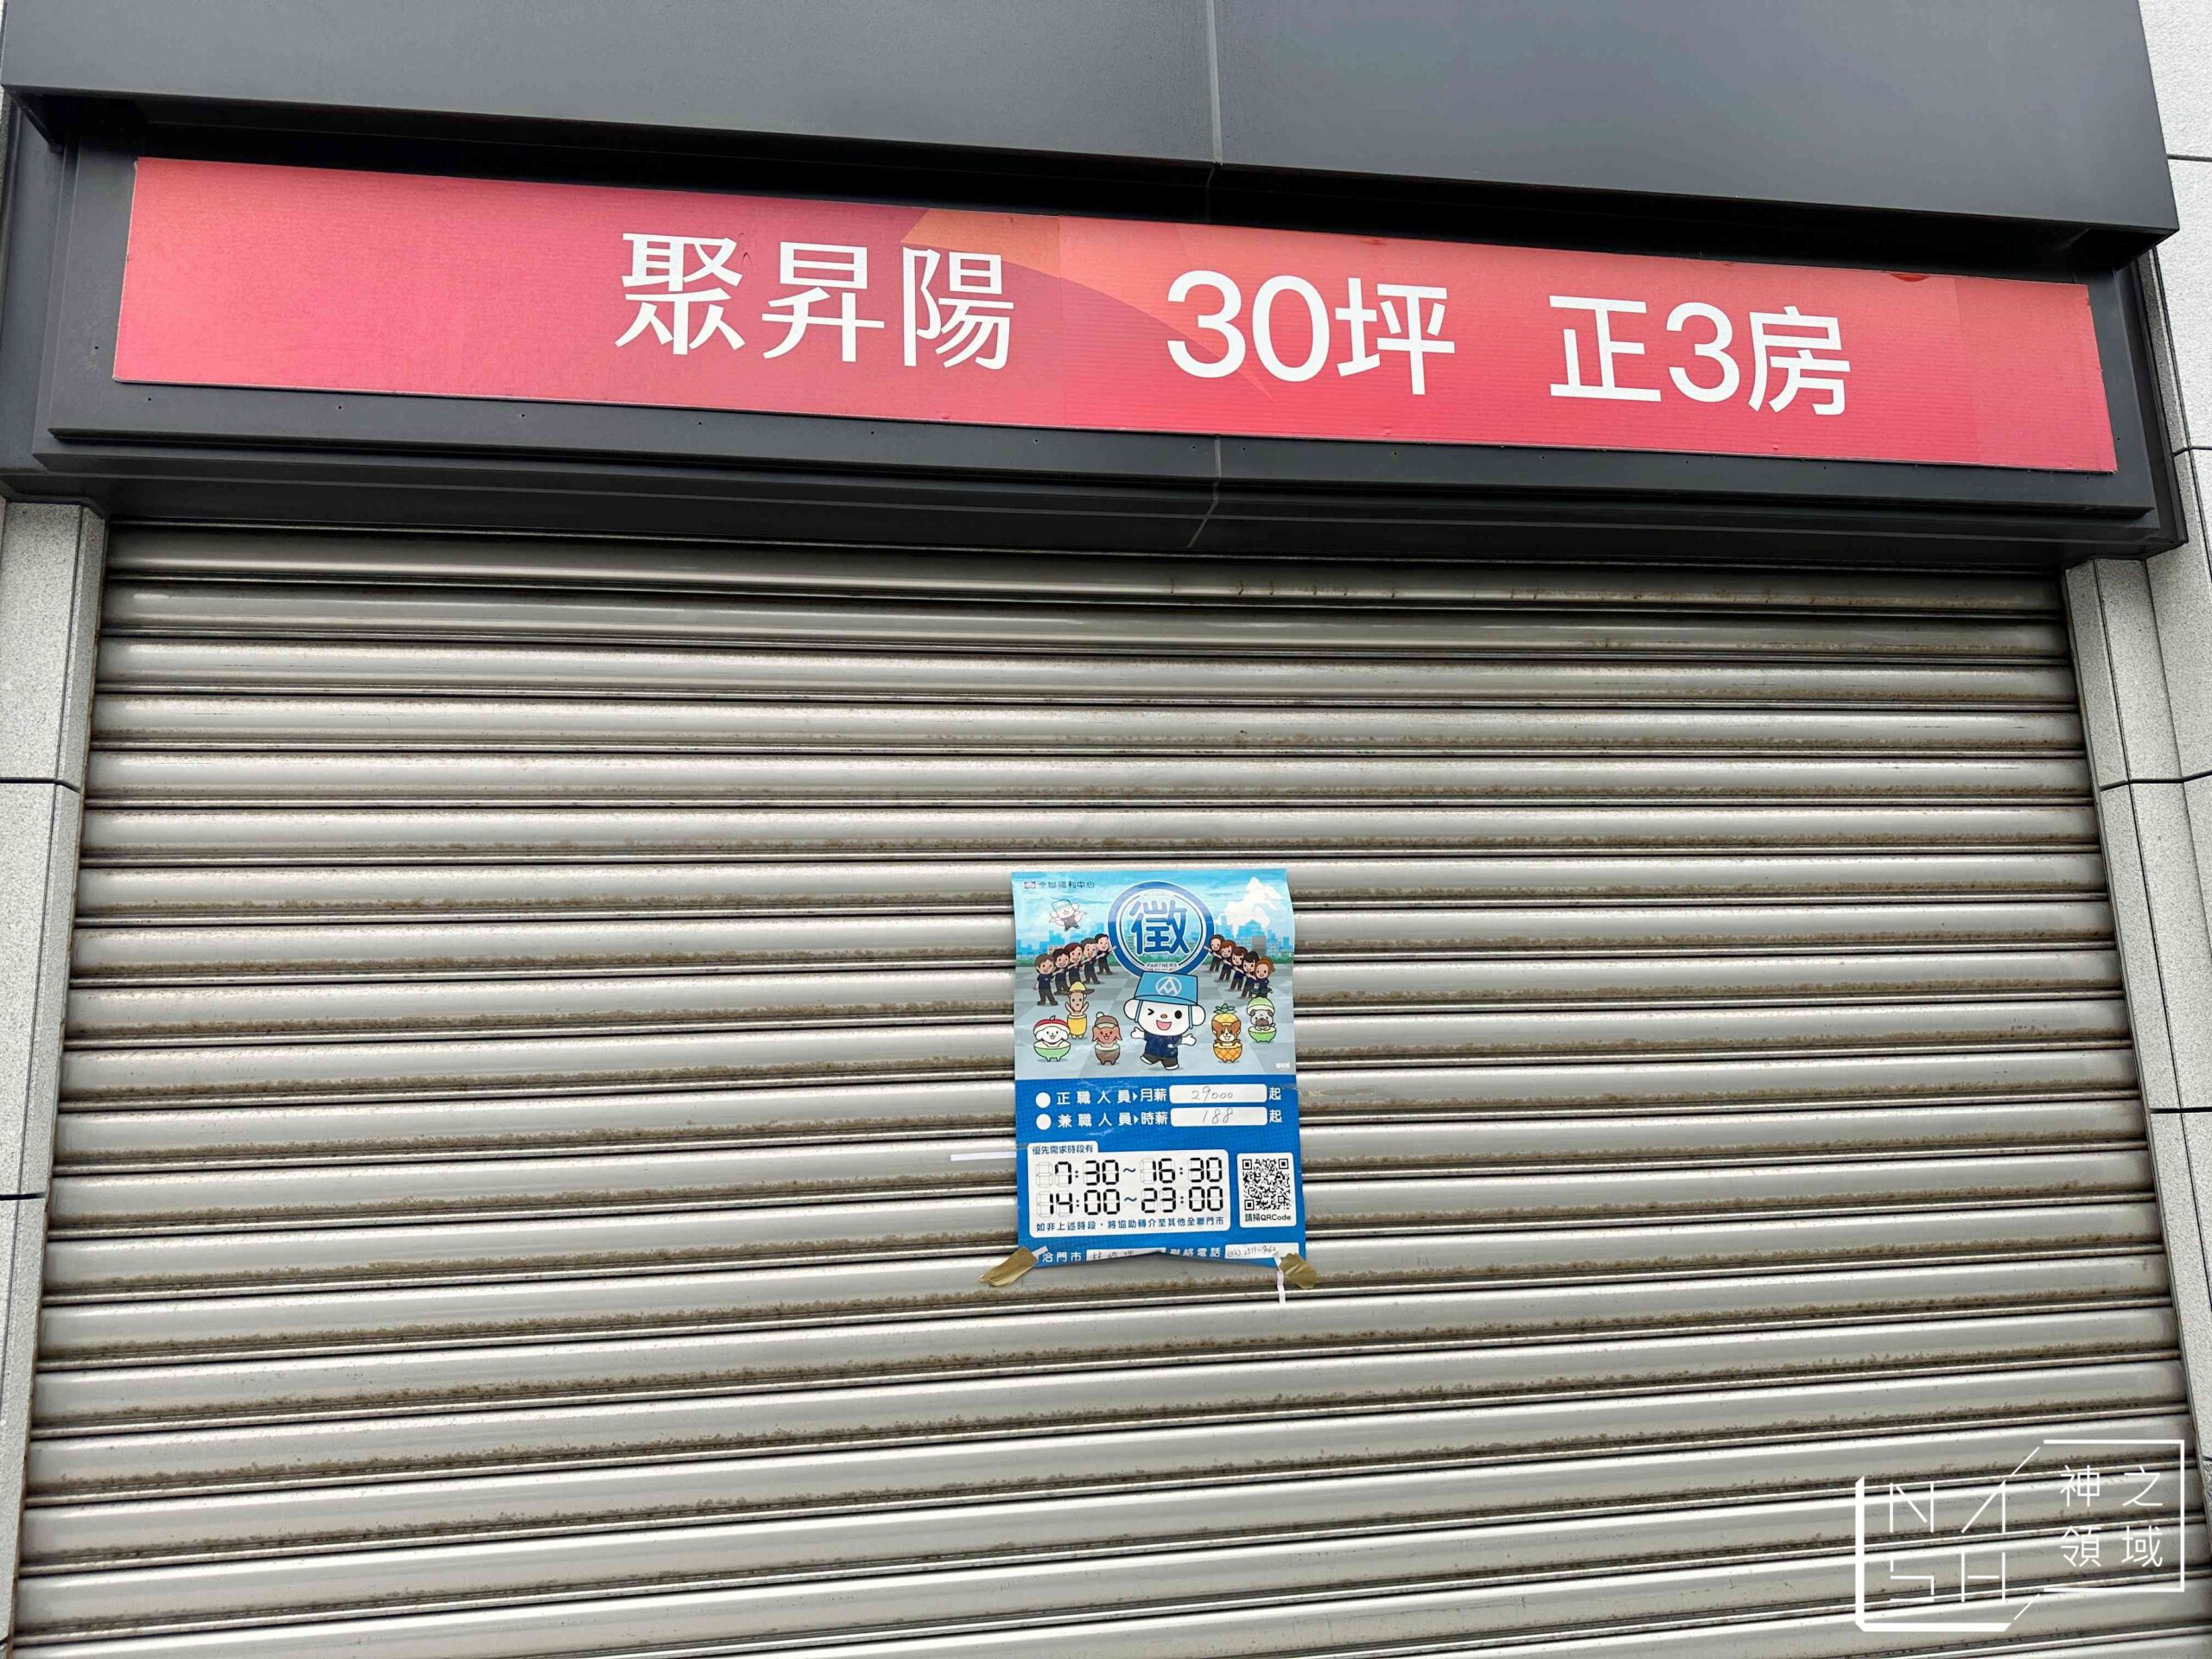 聚昇陽 30坪 正3房
全聯福利中心
徵
PARTNERS
正職人員 月薪 29000 起
兼職人員 時薪 188 起
優先需求時段有
7:30~16:30
14:00~23:00
如非上述時段，將協助轉介至其他全聯門市
請掃QRCode
洽門市
聯絡電話
NASH
神之領域